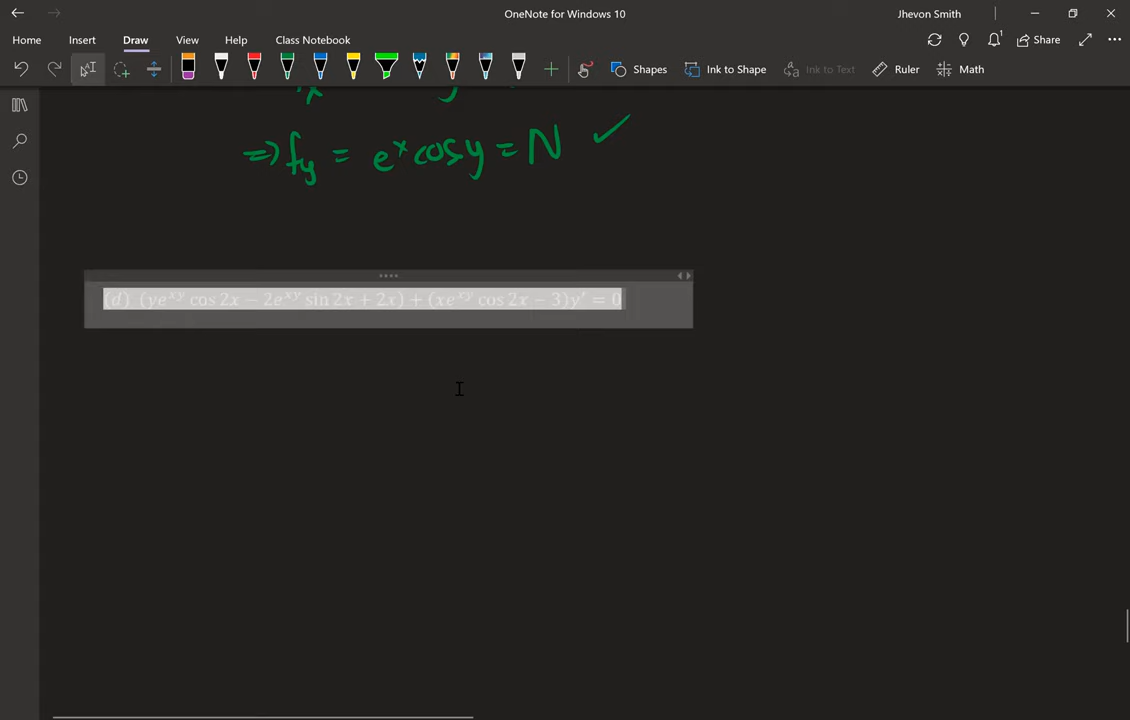 OneNote for Windows 10
Jhevon Smith
Home Insert Draw View Help Class Notebook
1
Share
Shapes Ink to Shape Ink to Text Ruler Math
⇒ fy = e^x cos y = N ✓
(d) (ye^{xy} cos 2x − 2e^{xy} sin 2x + 2x) + (xe^{xy} cos 2x − 3)y′ = 0